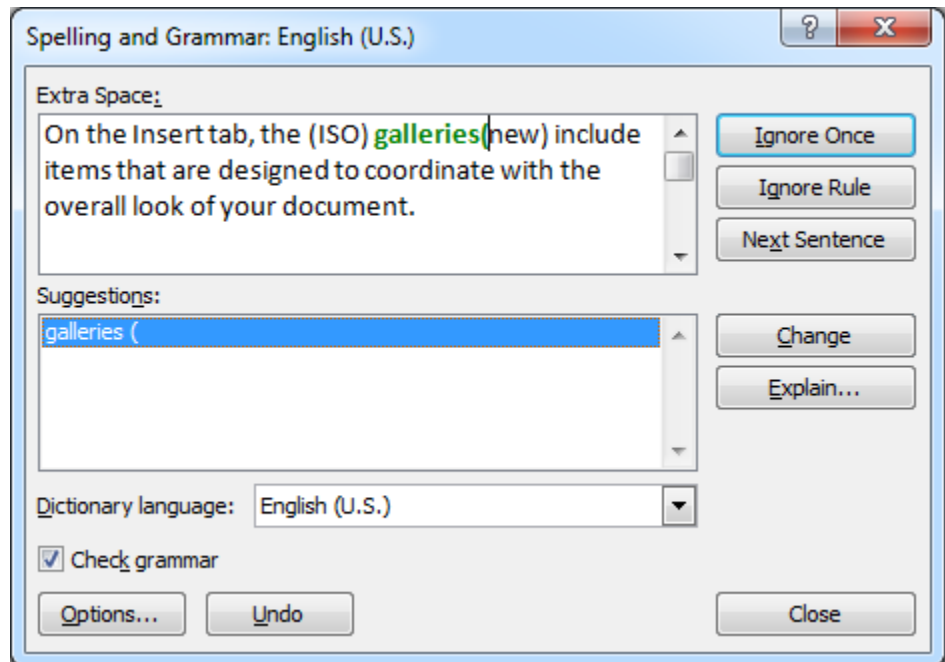 Spelling and Grammar: English (U.S.)
Extra Space:
On the Insert tab, the (ISO) galleries(new) include
items that are designed to coordinate with the
overall look of your document.
Ignore Once
Ignore Rule
Next Sentence
Suggestions:
galleries (
Change
Explain...
Dictionary language: English (U.S.)
Check grammar
Options... Undo Close